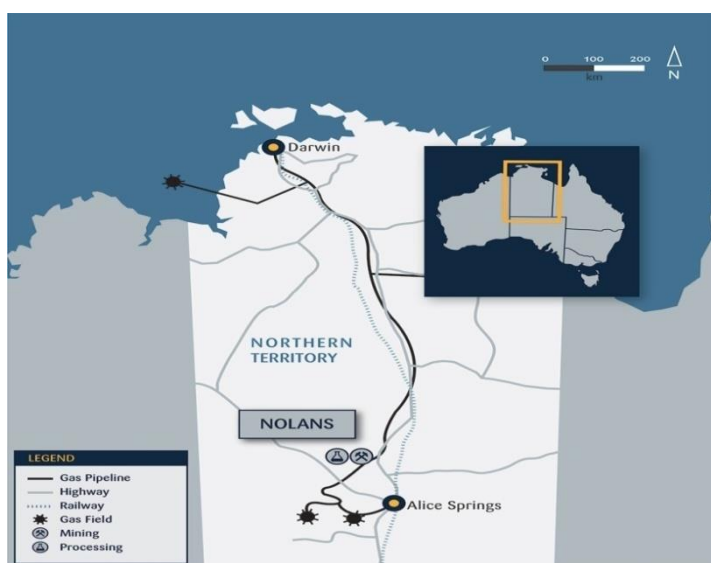 0 100 200
km
N
Darwin
NORTHERN
TERRITORY
NOLANS
Alice Springs
LEGEND
Gas Pipeline
Highway
Railway
Gas Field
Mining
Processing